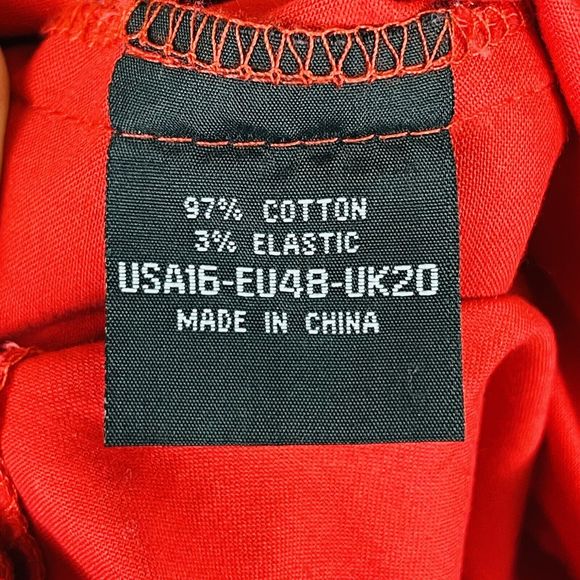 97% COTTON
3% ELASTIC
USA16-EU48-UK20
MADE IN CHINA